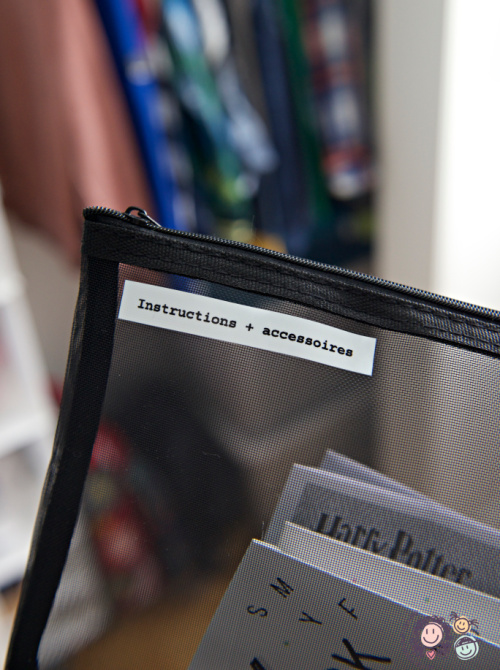 Instructions + accessoires
Harry Potter
S M
Y F